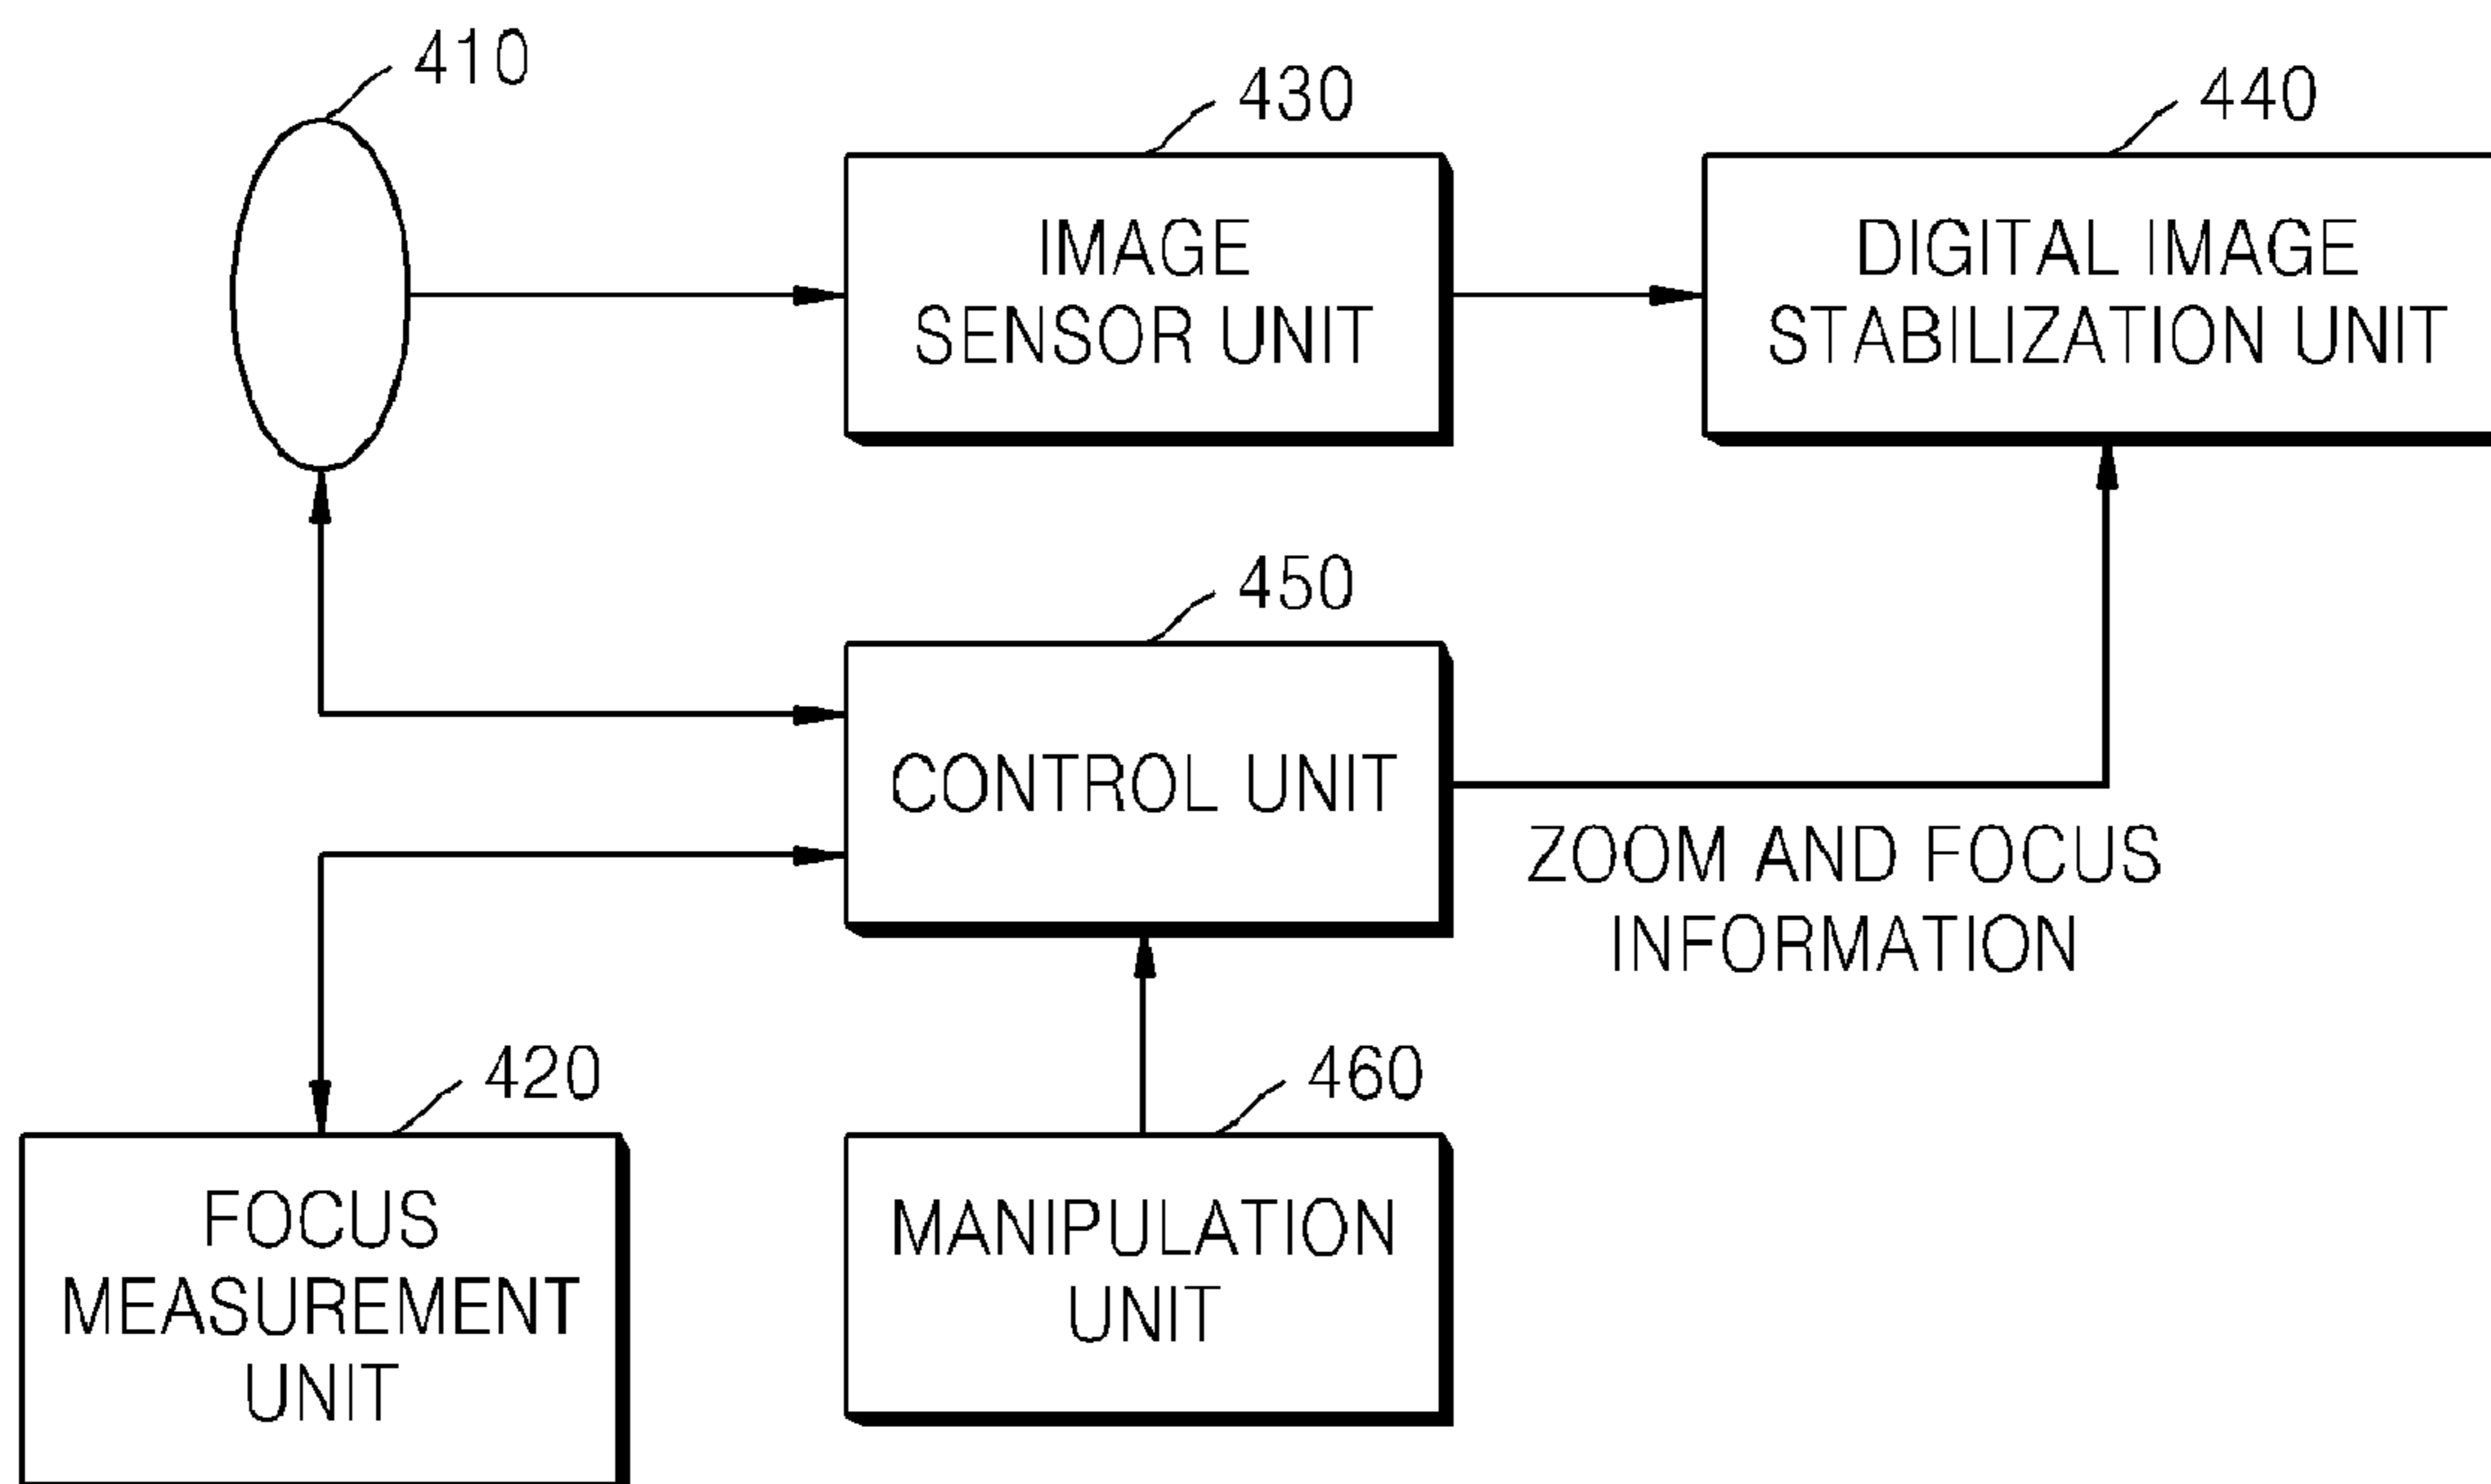 410
430
440
IMAGE
SENSOR UNIT
DIGITAL IMAGE
STABILIZATION UNIT
450
CONTROL UNIT
ZOOM AND FOCUS
INFORMATION
420
460
FOCUS
MEASUREMENT
UNIT
MANIPULATION
UNIT